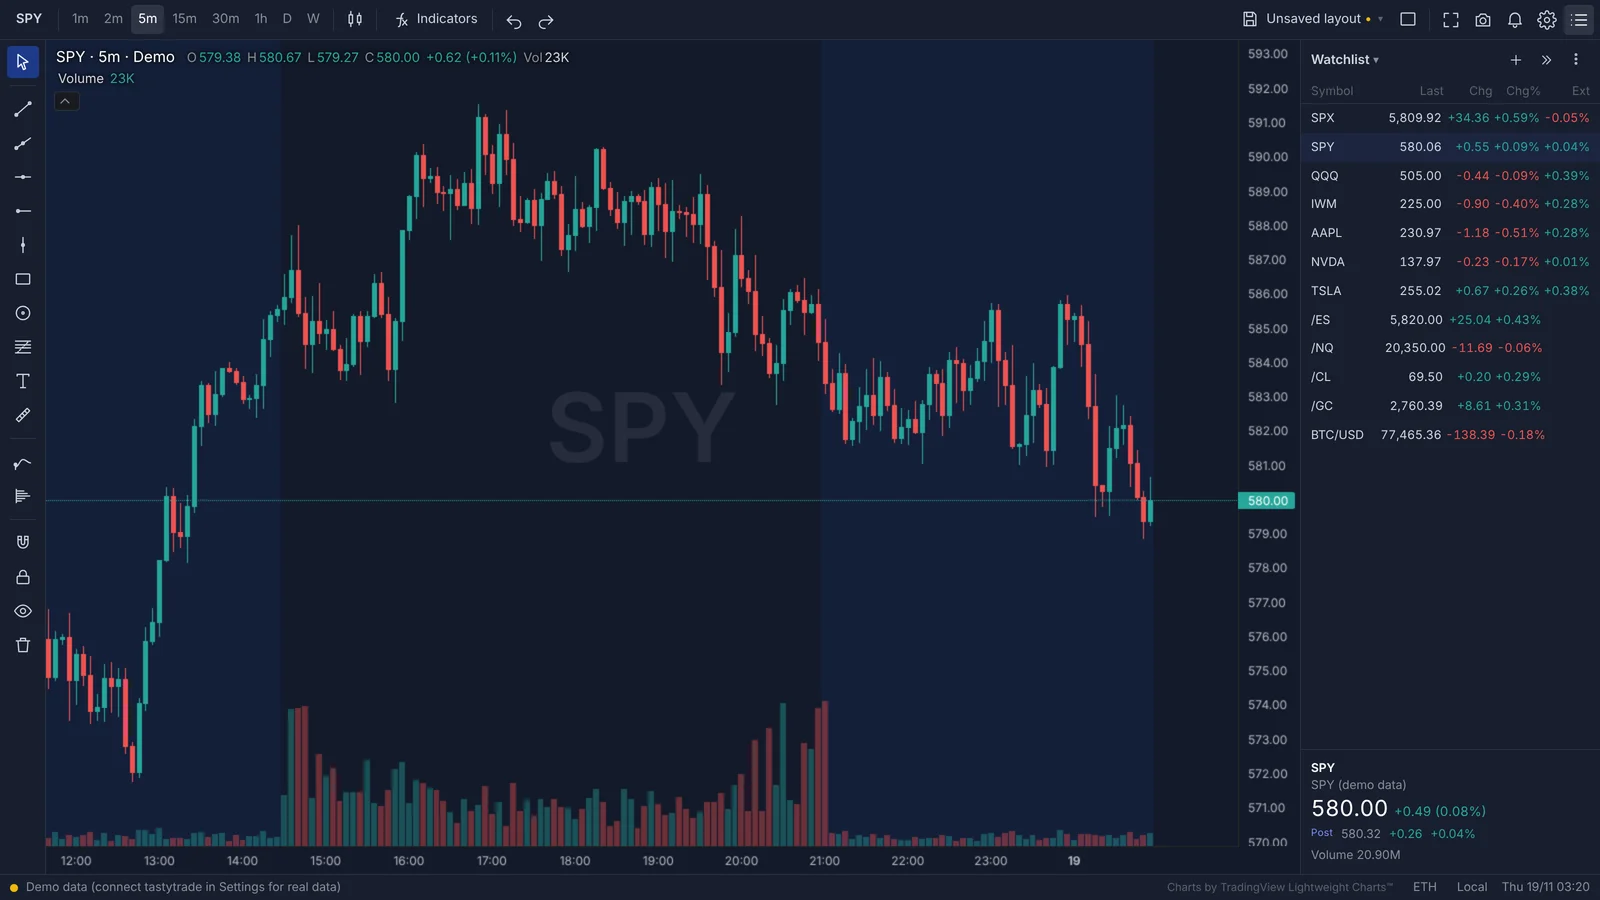 SPY 1m 2m 5m 15m 30m 1h D W Indicators Unsaved layout
SPY · 5m · Demo O579.38 H580.67 L579.27 C580.00 +0.62 (+0.11%) Vol23K
Volume 23K
SPY
593.00
592.00
591.00
590.00
589.00
588.00
587.00
586.00
585.00
584.00
583.00
582.00
581.00
580.00
579.00
578.00
577.00
576.00
575.00
574.00
573.00
572.00
571.00
570.00
12:00 13:00 14:00 15:00 16:00 17:00 18:00 19:00 20:00 21:00 22:00 23:00 19
Watchlist
Symbol Last Chg Chg% Ext
SPX 5,809.92 +34.36 +0.59% -0.05%
SPY 580.06 +0.55 +0.09% +0.04%
QQQ 505.00 -0.44 -0.09% +0.39%
IWM 225.00 -0.90 -0.40% +0.28%
AAPL 230.97 -1.18 -0.51% +0.28%
NVDA 137.97 -0.23 -0.17% +0.01%
TSLA 255.02 +0.67 +0.26% +0.38%
/ES 5,820.00 +25.04 +0.43%
/NQ 20,350.00 -11.69 -0.06%
/CL 69.50 +0.20 +0.29%
/GC 2,760.39 +8.61 +0.31%
BTC/USD 77,465.36 -138.39 -0.18%
SPY
SPY (demo data)
580.00 +0.49 (0.08%)
Post 580.32 +0.26 +0.04%
Volume 20.90M
Demo data (connect tastytrade in Settings for real data) Charts by TradingView Lightweight Charts™ ETH Local Thu 19/11 03:20